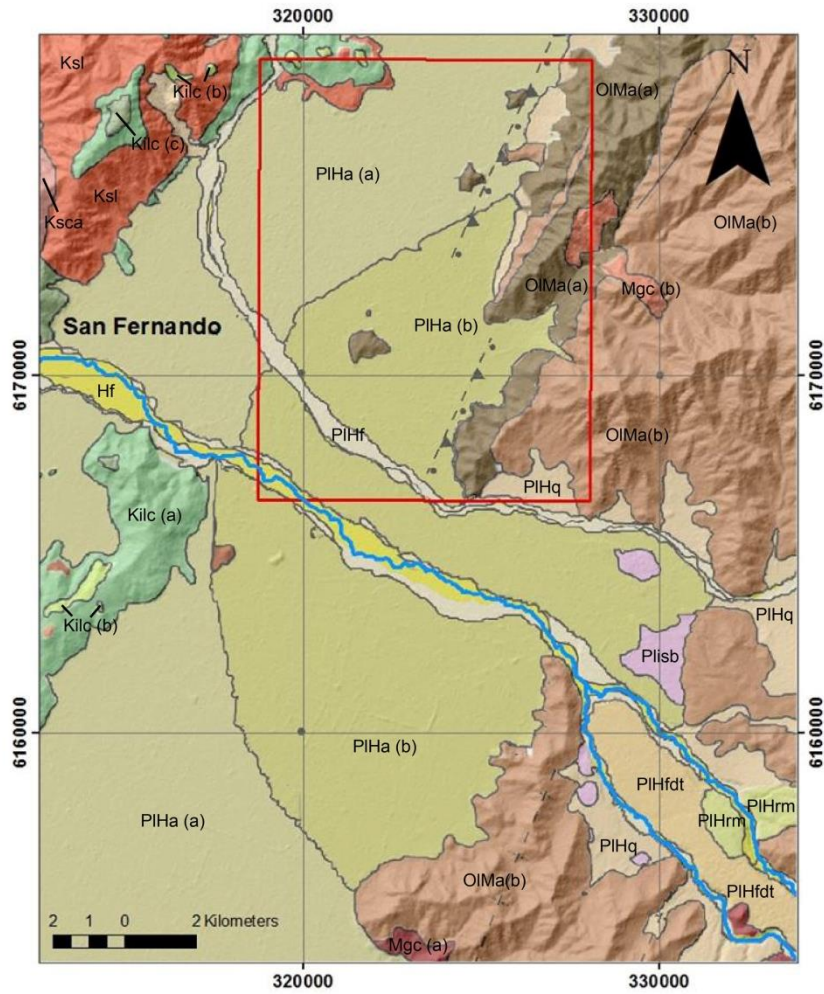 320000
330000
N
Ksl
Kilc (b)
OlMa(a)
Kilc (c)
PlHa (a)
Ksl
Ksca
OlMa(b)
OlMa(a)
Mgc (b)
San Fernando
PlHa (b)
6170000
6170000
Hf
PlHf
OlMa(b)
PlHq
Kilc (a)
Kilc (b)
PlHq
Plisb
6160000
6160000
PlHa (b)
PlHfdt
PlHrm
PlHrm
PlHa (a)
PlHq
OlMa(b)
PlHfdt
2 1 0 2 Kilometers
Mgc (a)
320000
330000